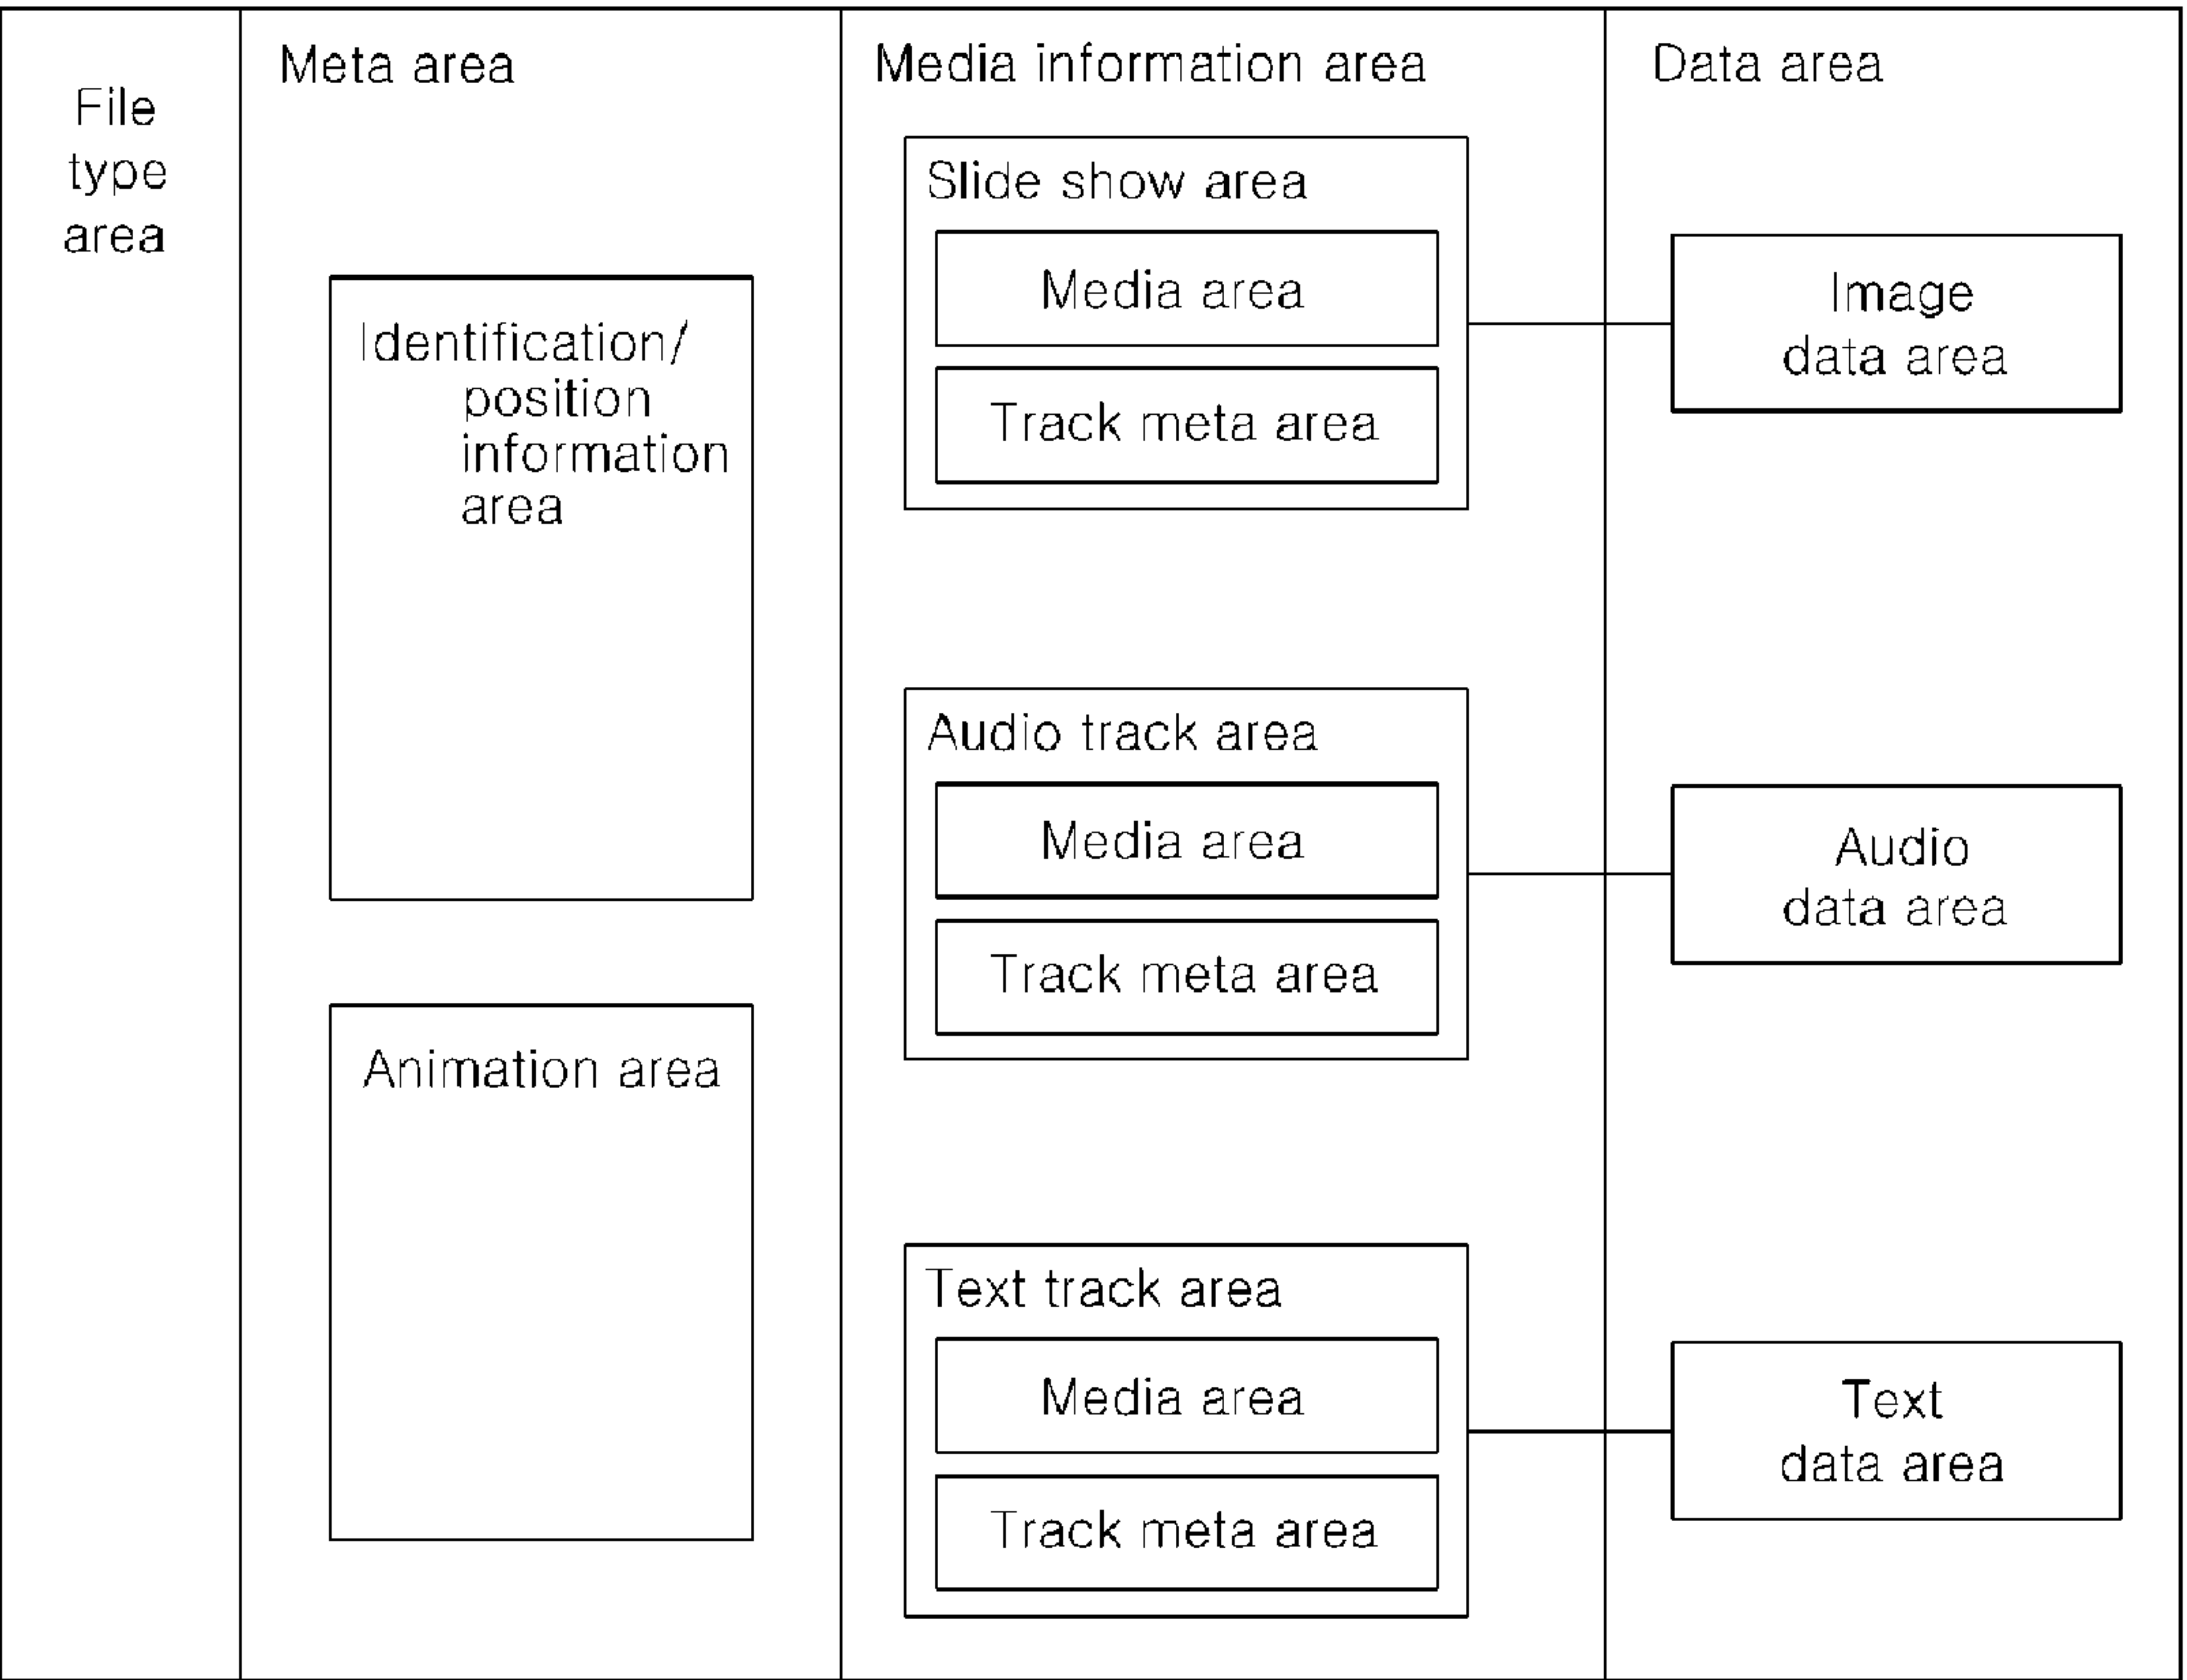 File
type
area
Meta area
Identification/
position
information
area
Animation area
Media information area
Slide show area
Media area
Track meta area
Audio track area
Media area
Track meta area
Text track area
Media area
Track meta area
Data area
Image
data area
Audio
data area
Text
data area